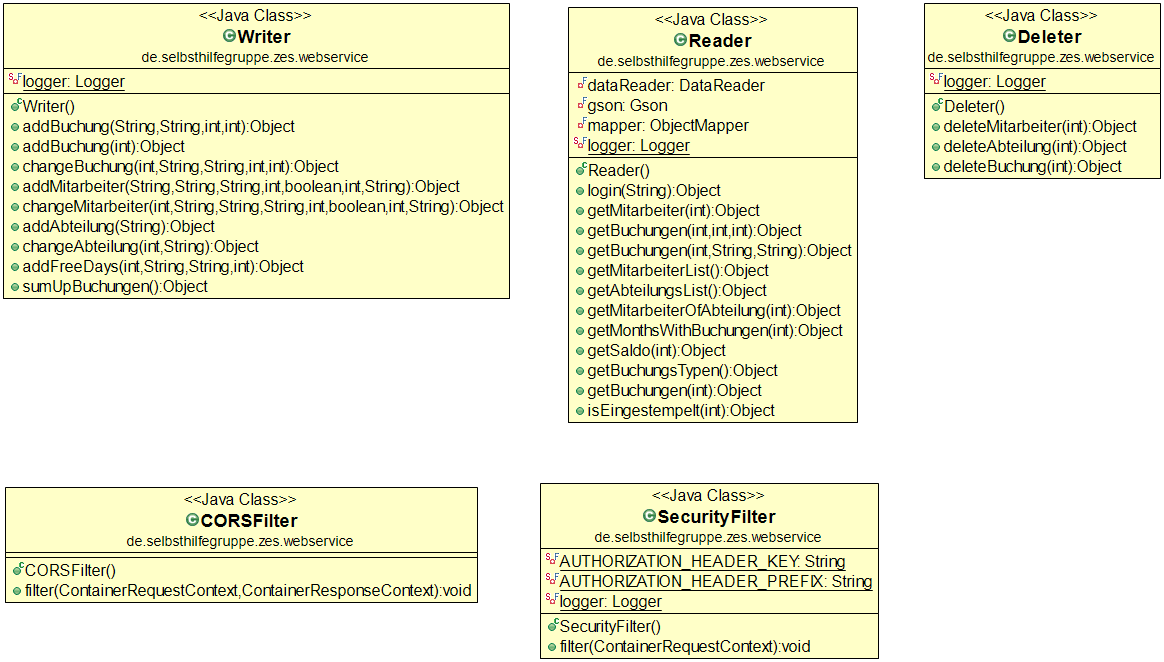 <<Java Class>>
Writer
de.selbsthilfegruppe.zes.webservice
logger: Logger
Writer()
addBuchung(String,String,int,int):Object
addBuchung(int):Object
changeBuchung(int,String,String,int,int):Object
addMitarbeiter(String,String,String,int,boolean,int,String):Object
changeMitarbeiter(int,String,String,String,int,boolean,int,String):Object
addAbteilung(String):Object
changeAbteilung(int,String):Object
addFreeDays(int,String,String,int):Object
sumUpBuchungen():Object
<<Java Class>>
Reader
de.selbsthilfegruppe.zes.webservice
dataReader: DataReader
gson: Gson
mapper: ObjectMapper
logger: Logger
Reader()
login(String):Object
getMitarbeiter(int):Object
getBuchungen(int,int,int):Object
getBuchungen(int,String,String):Object
getMitarbeiterList():Object
getAbteilungsList():Object
getMitarbeiterOfAbteilung(int):Object
getMonthsWithBuchungen(int):Object
getSaldo(int):Object
getBuchungsTypen():Object
getBuchungen(int):Object
isEingestempelt(int):Object
<<Java Class>>
Deleter
de.selbsthilfegruppe.zes.webservice
logger: Logger
Deleter()
deleteMitarbeiter(int):Object
deleteAbteilung(int):Object
deleteBuchung(int):Object
<<Java Class>>
CORSFilter
de.selbsthilfegruppe.zes.webservice
CORSFilter()
filter(ContainerRequestContext,ContainerResponseContext):void
<<Java Class>>
SecurityFilter
de.selbsthilfegruppe.zes.webservice
AUTHORIZATION_HEADER_KEY: String
AUTHORIZATION_HEADER_PREFIX: String
logger: Logger
SecurityFilter()
filter(ContainerRequestContext):void